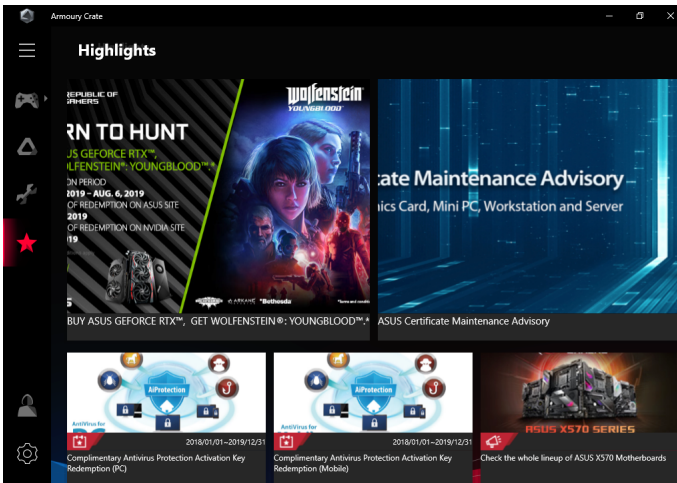 Armoury Crate
Highlights
REPUBLIC OF
GAMERS
RN TO HUNT
US GEFORCE RTX™,
OLFENSTEIN®: YOUNGBLOOD™.*
ON PERIOD
2019 – AUG. 6, 2019
OF REDEMPTION ON ASUS SITE
2019
OF REDEMPTION ON NVIDIA SITE
19
Wolfenstein
YOUNGBLOOD™
ARKANE
Bethesda
BUY ASUS GEFORCE RTX™, GET WOLFENSTEIN®: YOUNGBLOOD™.*
cate Maintenance Advisory
nics Card, Mini PC, Workstation and Server
ASUS Certificate Maintenance Advisory
AiProtection
AntiVirus for
2018/01/01~2019/12/31
Complimentary Antivirus Protection Activation Key
Redemption (PC)
AiProtection
AntiVirus for
2018/01/01~2019/12/31
Complimentary Antivirus Protection Activation Key
Redemption (Mobile)
ASUS X570 SERIES
Check the whole lineup of ASUS X570 Motherboards